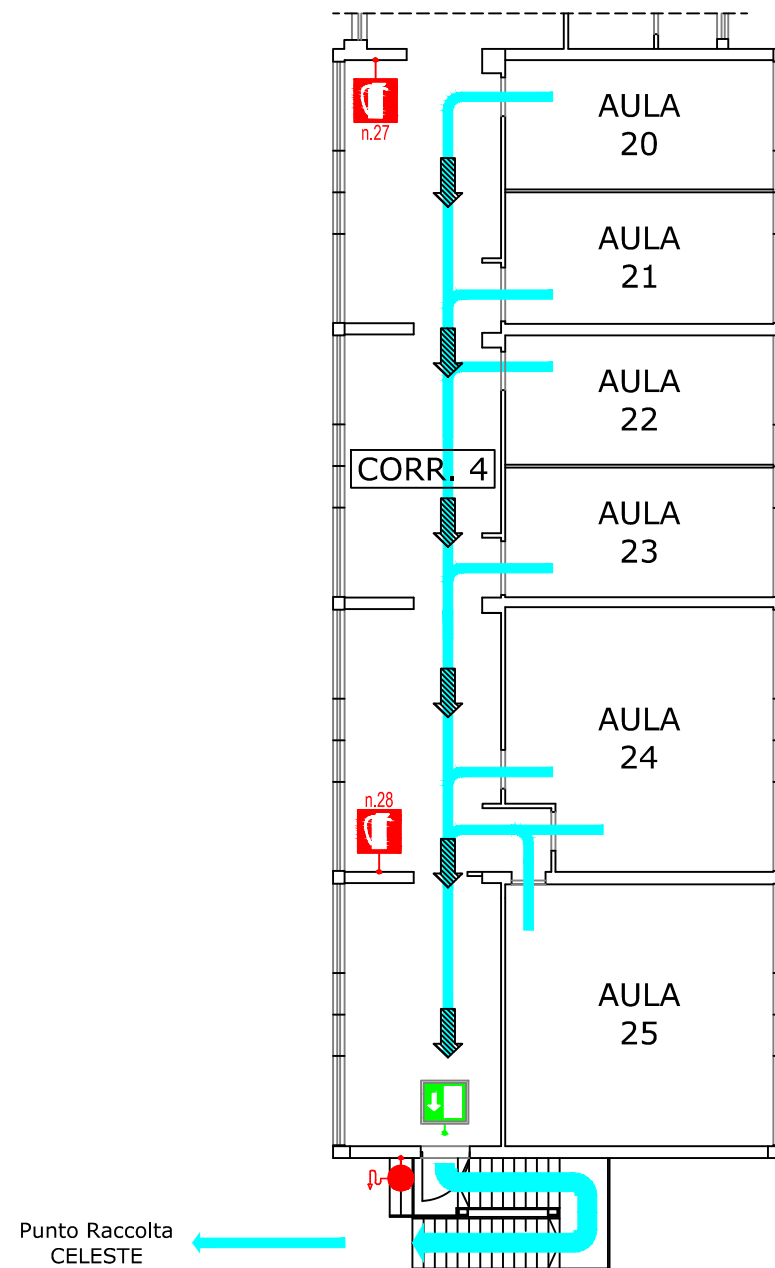 n.27
AULA
20
AULA
21
AULA
22
CORR. 4
AULA
23
AULA
24
n.28
AULA
25
Punto Raccolta
CELESTE